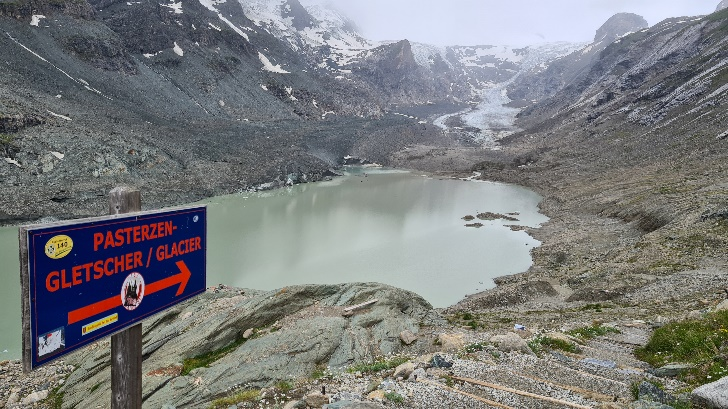 PASTERZEN-
GLETSCHER / GLACIER